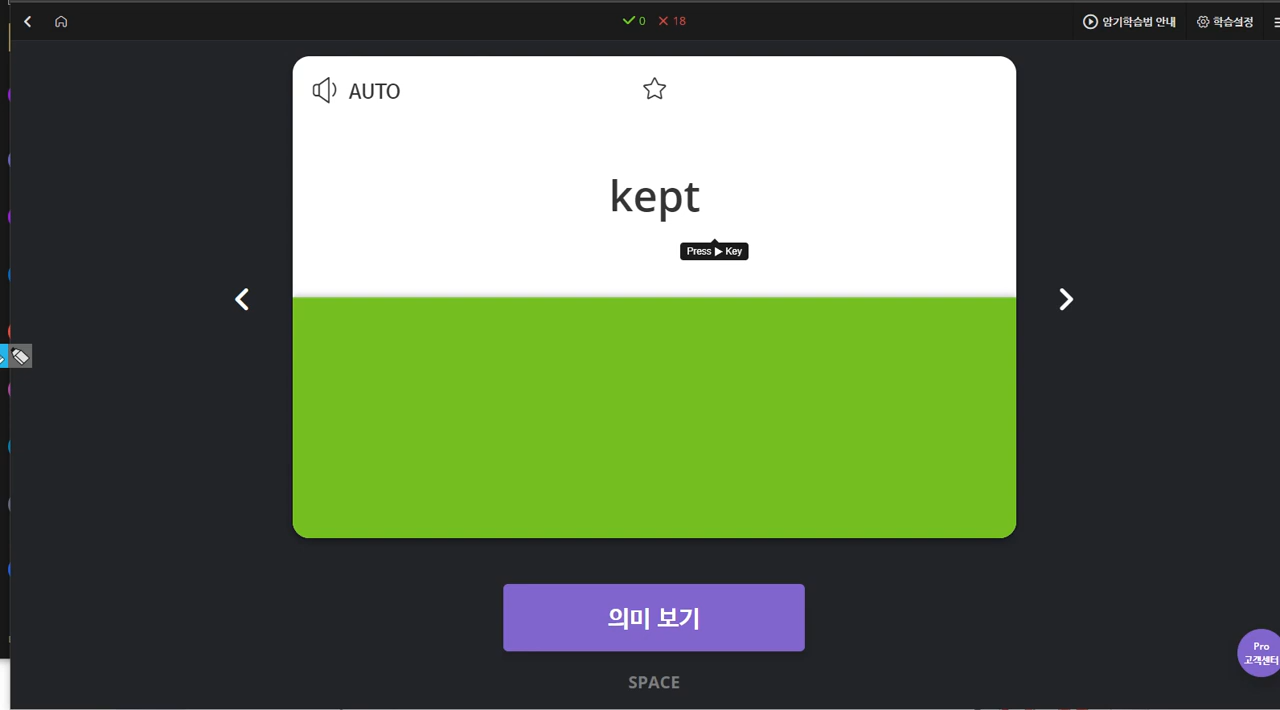 0 18 암기학습법 안내 학습설정
AUTO
kept
Press ▶ Key
의미 보기
SPACE
Pro
고객센터